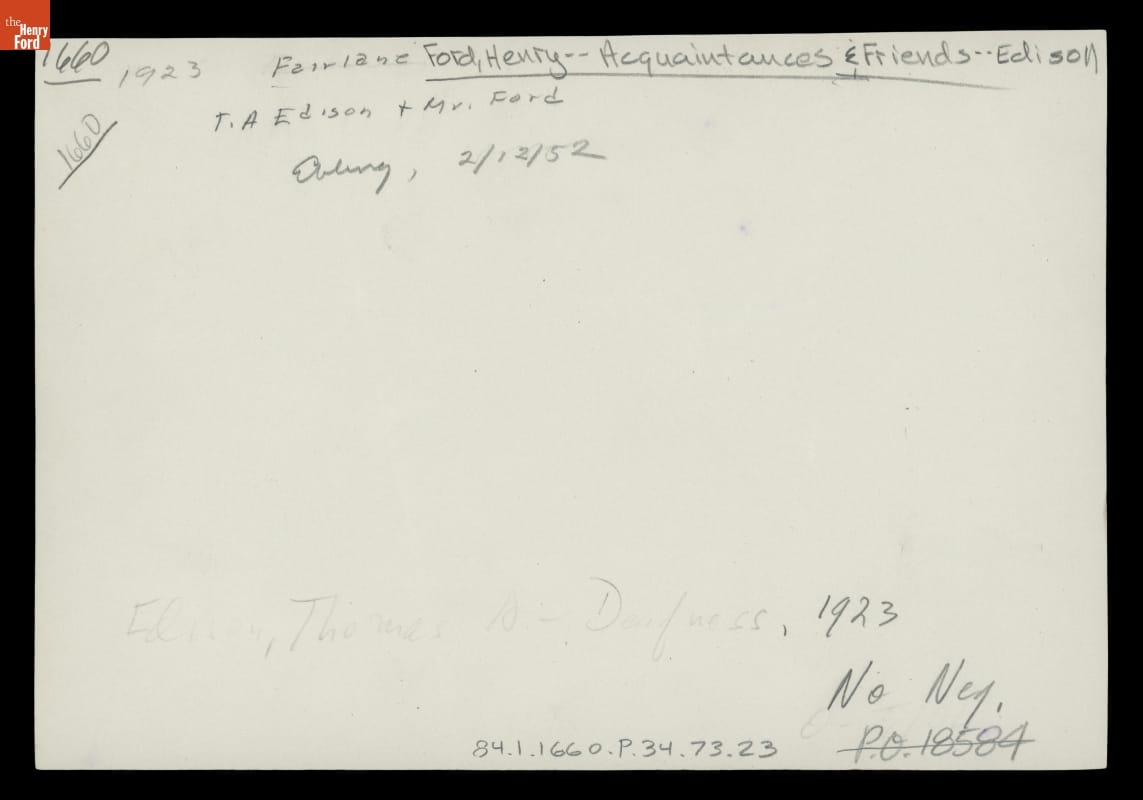 the
Henry
Ford
1660 , 1923 Fairlane Ford, Henry -- Acquaintances & Friends -- Edison
T. A Edison + Mr. Ford
1660
, 2/12/52
Edison, Thomas A - Deafness, 1923
No Neg.
84.1.1660.P.34.73.23
P.O. 18584